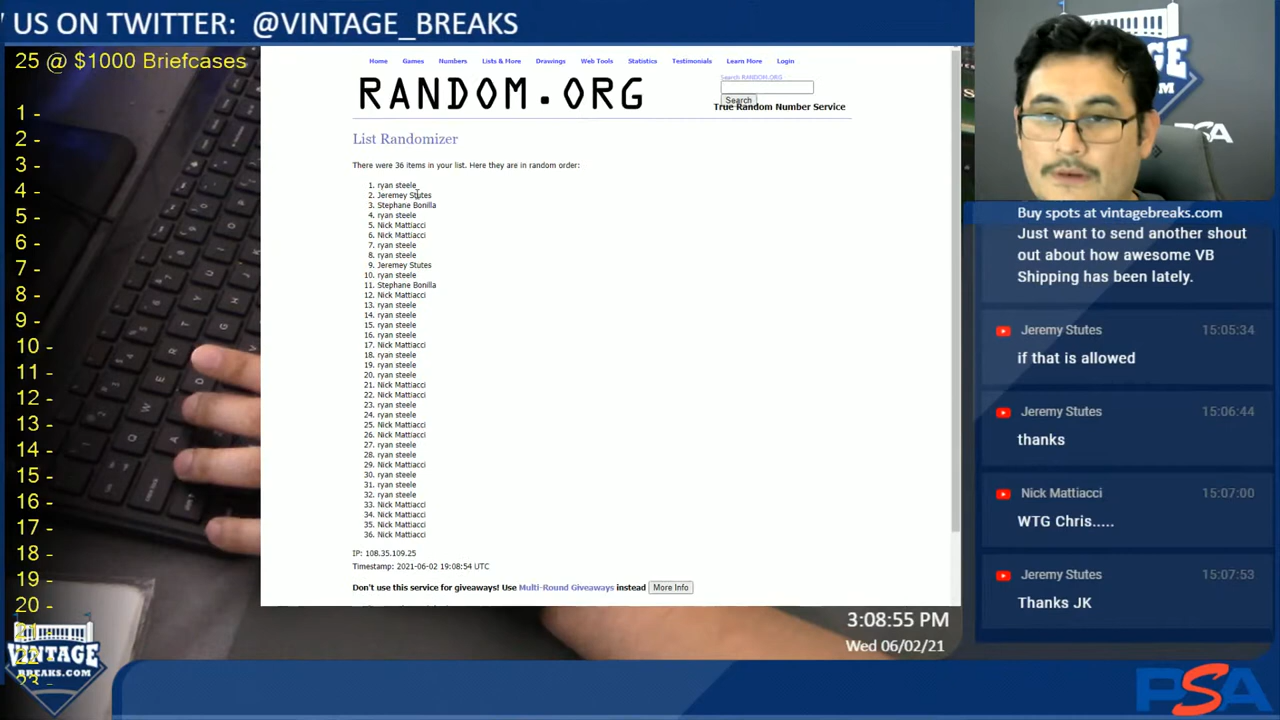 US ON TWITTER: @VINTAGE_BREAKS
25 @ $1000 Briefcases
1 -
2 -
3 -
4 -
5 -
6 -
7 -
8 -
9 -
10 -
11 -
12 -
13 -
14 -
15 -
16 -
17 -
18 -
19 -
20 -
21 -
22 -
23 -
VINTAGE
BREAKS.COM
Home Games Numbers Lists & More Drawings Web Tools Statistics Testimonials Learn More Login
RANDOM.ORG
Search RANDOM.ORG
Search
True Random Number Service
List Randomizer
There were 36 items in your list. Here they are in random order:
1. ryan steele
2. Jeremey Stutes
3. Stephane Bonilla
4. ryan steele
5. Nick Mattiacci
6. Nick Mattiacci
7. ryan steele
8. ryan steele
9. Jeremey Stutes
10. ryan steele
11. Stephane Bonilla
12. Nick Mattiacci
13. ryan steele
14. ryan steele
15. ryan steele
16. ryan steele
17. Nick Mattiacci
18. ryan steele
19. ryan steele
20. ryan steele
21. Nick Mattiacci
22. Nick Mattiacci
23. ryan steele
24. ryan steele
25. Nick Mattiacci
26. Nick Mattiacci
27. ryan steele
28. ryan steele
29. Nick Mattiacci
30. ryan steele
31. ryan steele
32. ryan steele
33. Nick Mattiacci
34. Nick Mattiacci
35. Nick Mattiacci
36. Nick Mattiacci
IP: 108.35.109.25
Timestamp: 2021-06-02 19:08:54 UTC
Don't use this service for giveaways! Use Multi-Round Giveaways instead More Info
VINTAGE
PSA
Buy spots at vintagebreaks.com
Just want to send another shout
out about how awesome VB
Shipping has been lately.
Jeremy Stutes 15:05:34
if that is allowed
Jeremy Stutes 15:06:44
thanks
Nick Mattiacci 15:07:00
WTG Chris.....
Jeremy Stutes 15:07:53
Thanks JK
3:08:55 PM
Wed 06/02/21
PSA